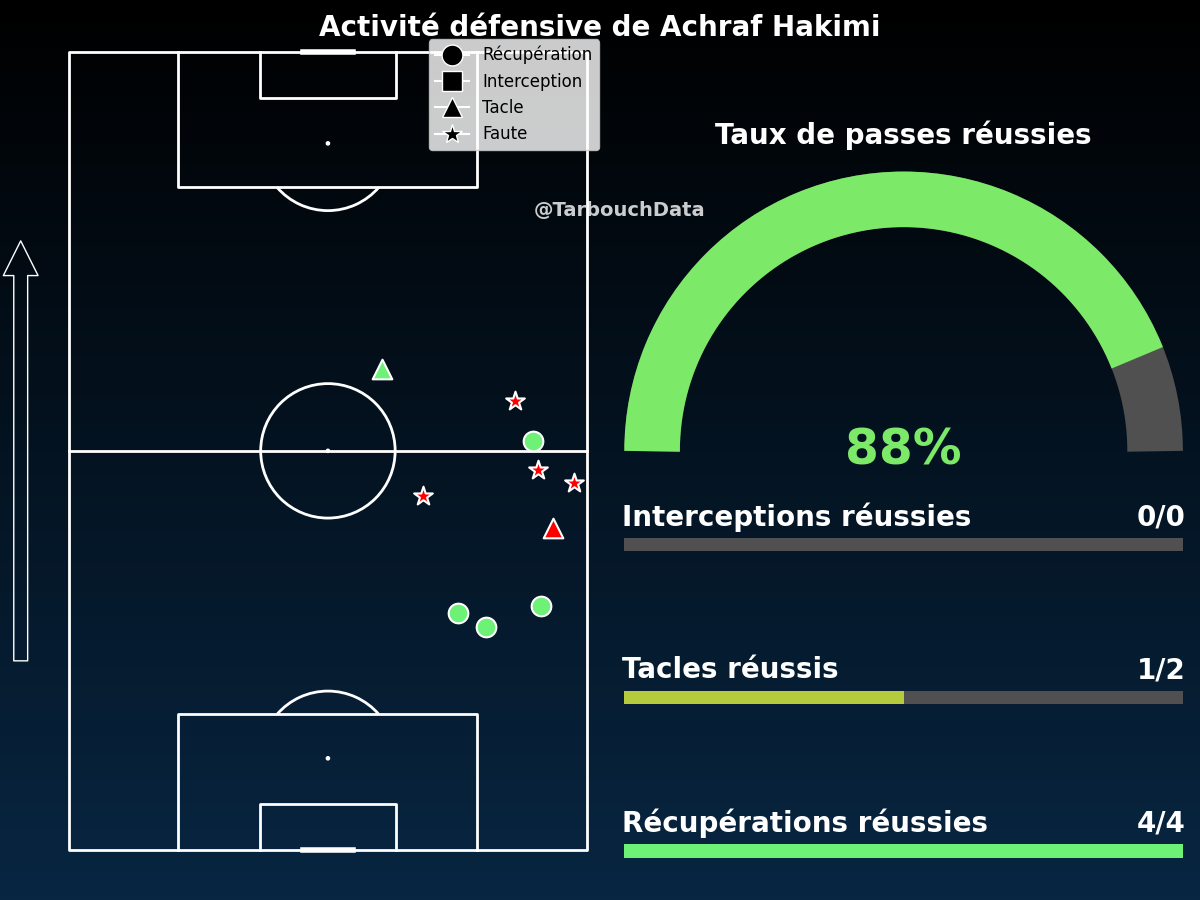 Activité défensive de Achraf Hakimi
Récupération
Interception
Tacle
Faute
@TarbouchData
Taux de passes réussies
88%
Interceptions réussies 0/0
Tacles réussis 1/2
Récupérations réussies 4/4